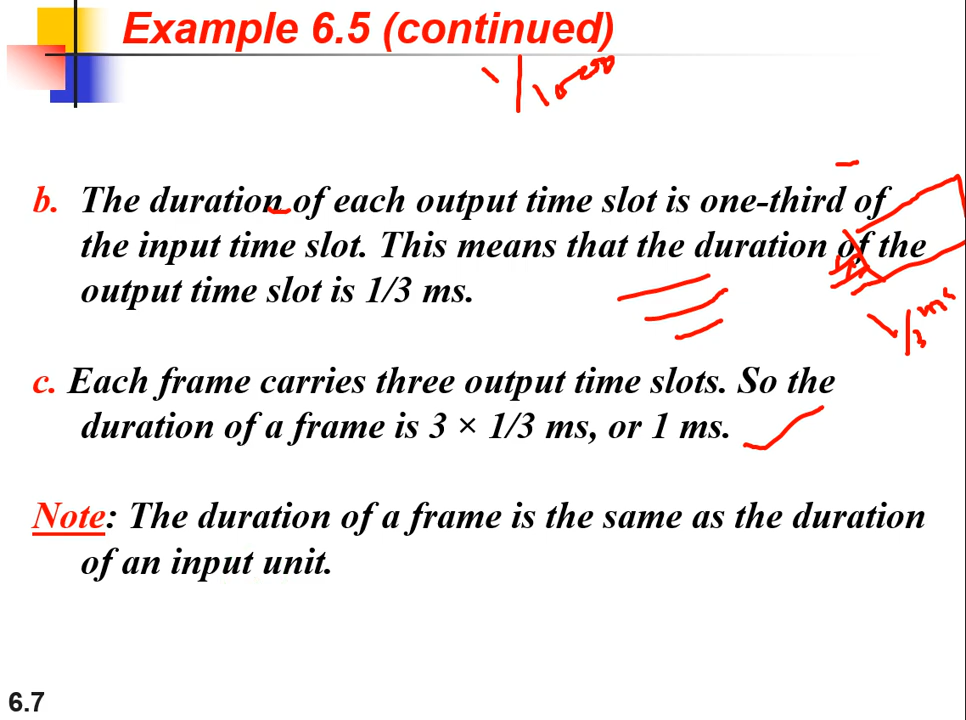 Example 6.5 (continued)
b. The duration of each output time slot is one-third of
the input time slot. This means that the duration of the
output time slot is 1/3 ms.
1/3 ms
c. Each frame carries three output time slots. So the
duration of a frame is 3 × 1/3 ms, or 1 ms.
Note: The duration of a frame is the same as the duration
of an input unit.
6.7